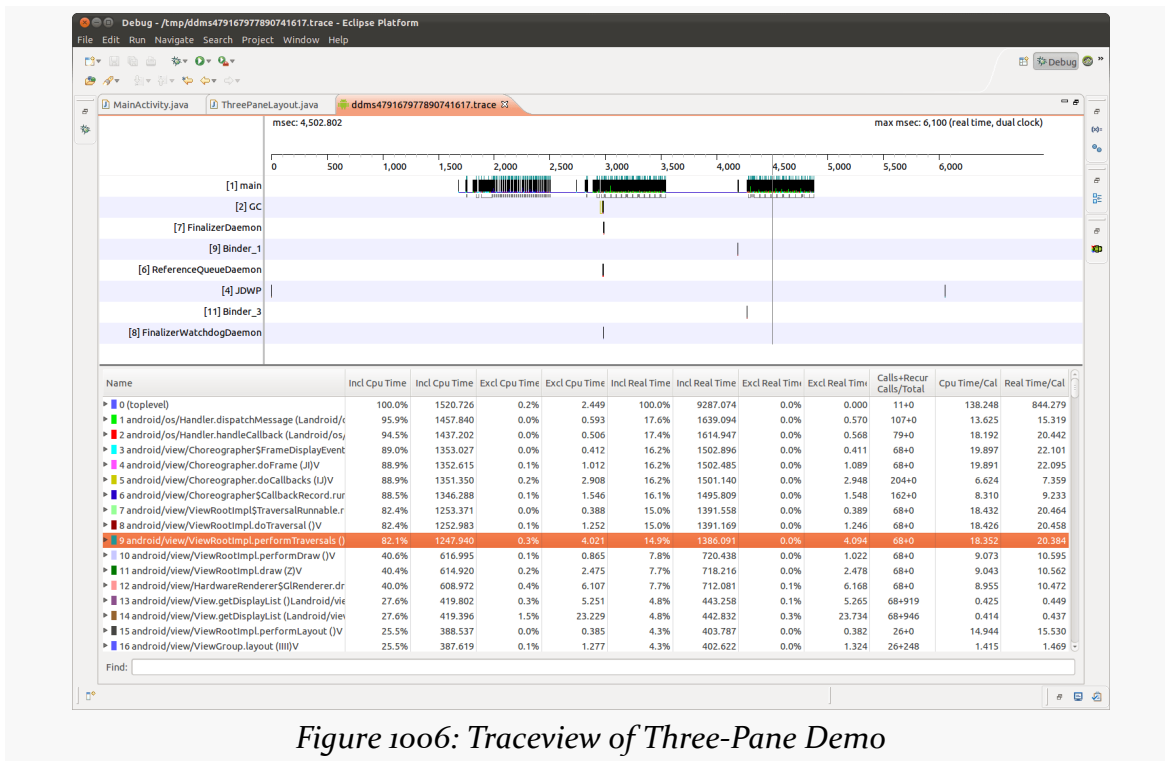 Debug - /tmp/ddms479167977890741617.trace - Eclipse Platform
File Edit Run Navigate Search Project Window Help
Debug »
MainActivity.java ThreePaneLayout.java ddms479167977890741617.trace
msec: 4,502.802 max msec: 6,100 (real time, dual clock)
0 500 1,000 1,500 2,000 2,500 3,000 3,500 4,000 4,500 5,000 5,500 6,000
[1] main
[2] GC
[7] FinalizerDaemon
[9] Binder_1
[6] ReferenceQueueDaemon
[4] JDWP
[11] Binder_3
[8] FinalizerWatchdogDaemon
Name Incl Cpu Time Incl Cpu Time Excl Cpu Time Excl Cpu Time Incl Real Time Incl Real Time Excl Real Time Excl Real Time Calls+Recur Calls/Total Cpu Time/Cal Real Time/Cal
0 (toplevel) 100.0% 1520.726 0.2% 2.449 100.0% 9287.074 0.0% 0.000 11+0 138.248 844.279
1 android/os/Handler.dispatchMessage (Landroid/c 95.9% 1457.840 0.0% 0.593 17.6% 1639.094 0.0% 0.570 107+0 13.625 15.319
2 android/os/Handler.handleCallback (Landroid/os/ 94.5% 1437.202 0.0% 0.506 17.4% 1614.947 0.0% 0.568 79+0 18.192 20.442
3 android/view/Choreographer$FrameDisplayEvent 89.0% 1353.027 0.0% 0.412 16.2% 1502.896 0.0% 0.411 68+0 19.897 22.101
4 android/view/Choreographer.doFrame (JI)V 88.9% 1352.615 0.1% 1.012 16.2% 1502.485 0.0% 1.089 68+0 19.891 22.095
5 android/view/Choreographer.doCallbacks (IJ)V 88.9% 1351.350 0.2% 2.908 16.2% 1501.140 0.0% 2.948 204+0 6.624 7.359
6 android/view/Choreographer$CallbackRecord.rur 88.5% 1346.288 0.1% 1.546 16.1% 1495.809 0.0% 1.548 162+0 8.310 9.233
7 android/view/ViewRootImpl$TraversalRunnable.r 82.4% 1253.371 0.0% 0.388 15.0% 1391.558 0.0% 0.389 68+0 18.432 20.464
8 android/view/ViewRootImpl.doTraversal ()V 82.4% 1252.983 0.1% 1.252 15.0% 1391.169 0.0% 1.246 68+0 18.426 20.458
9 android/view/ViewRootImpl.performTraversals () 82.1% 1247.940 0.3% 4.021 14.9% 1386.091 0.0% 4.094 68+0 18.352 20.384
10 android/view/ViewRootImpl.performDraw ()V 40.6% 616.995 0.1% 0.865 7.8% 720.438 0.0% 1.022 68+0 9.073 10.595
11 android/view/ViewRootImpl.draw (Z)V 40.4% 614.920 0.2% 2.475 7.7% 718.216 0.0% 2.478 68+0 9.043 10.562
12 android/view/HardwareRenderer$GlRenderer.dr 40.0% 608.972 0.4% 6.107 7.7% 712.081 0.1% 6.168 68+0 8.955 10.472
13 android/view/View.getDisplayList ()Landroid/vie 27.6% 419.802 0.3% 5.251 4.8% 443.258 0.1% 5.265 68+919 0.425 0.449
14 android/view/View.getDisplayList (Landroid/viev 27.6% 419.396 1.5% 23.229 4.8% 442.832 0.3% 23.734 68+946 0.414 0.437
15 android/view/ViewRootImpl.performLayout ()V 25.5% 388.537 0.0% 0.385 4.3% 403.787 0.0% 0.382 26+0 14.944 15.530
16 android/view/ViewGroup.layout (IIII)V 25.5% 387.619 0.1% 1.277 4.3% 402.622 0.0% 1.324 26+248 1.415 1.469
Find:
Figure 1006: Traceview of Three-Pane Demo